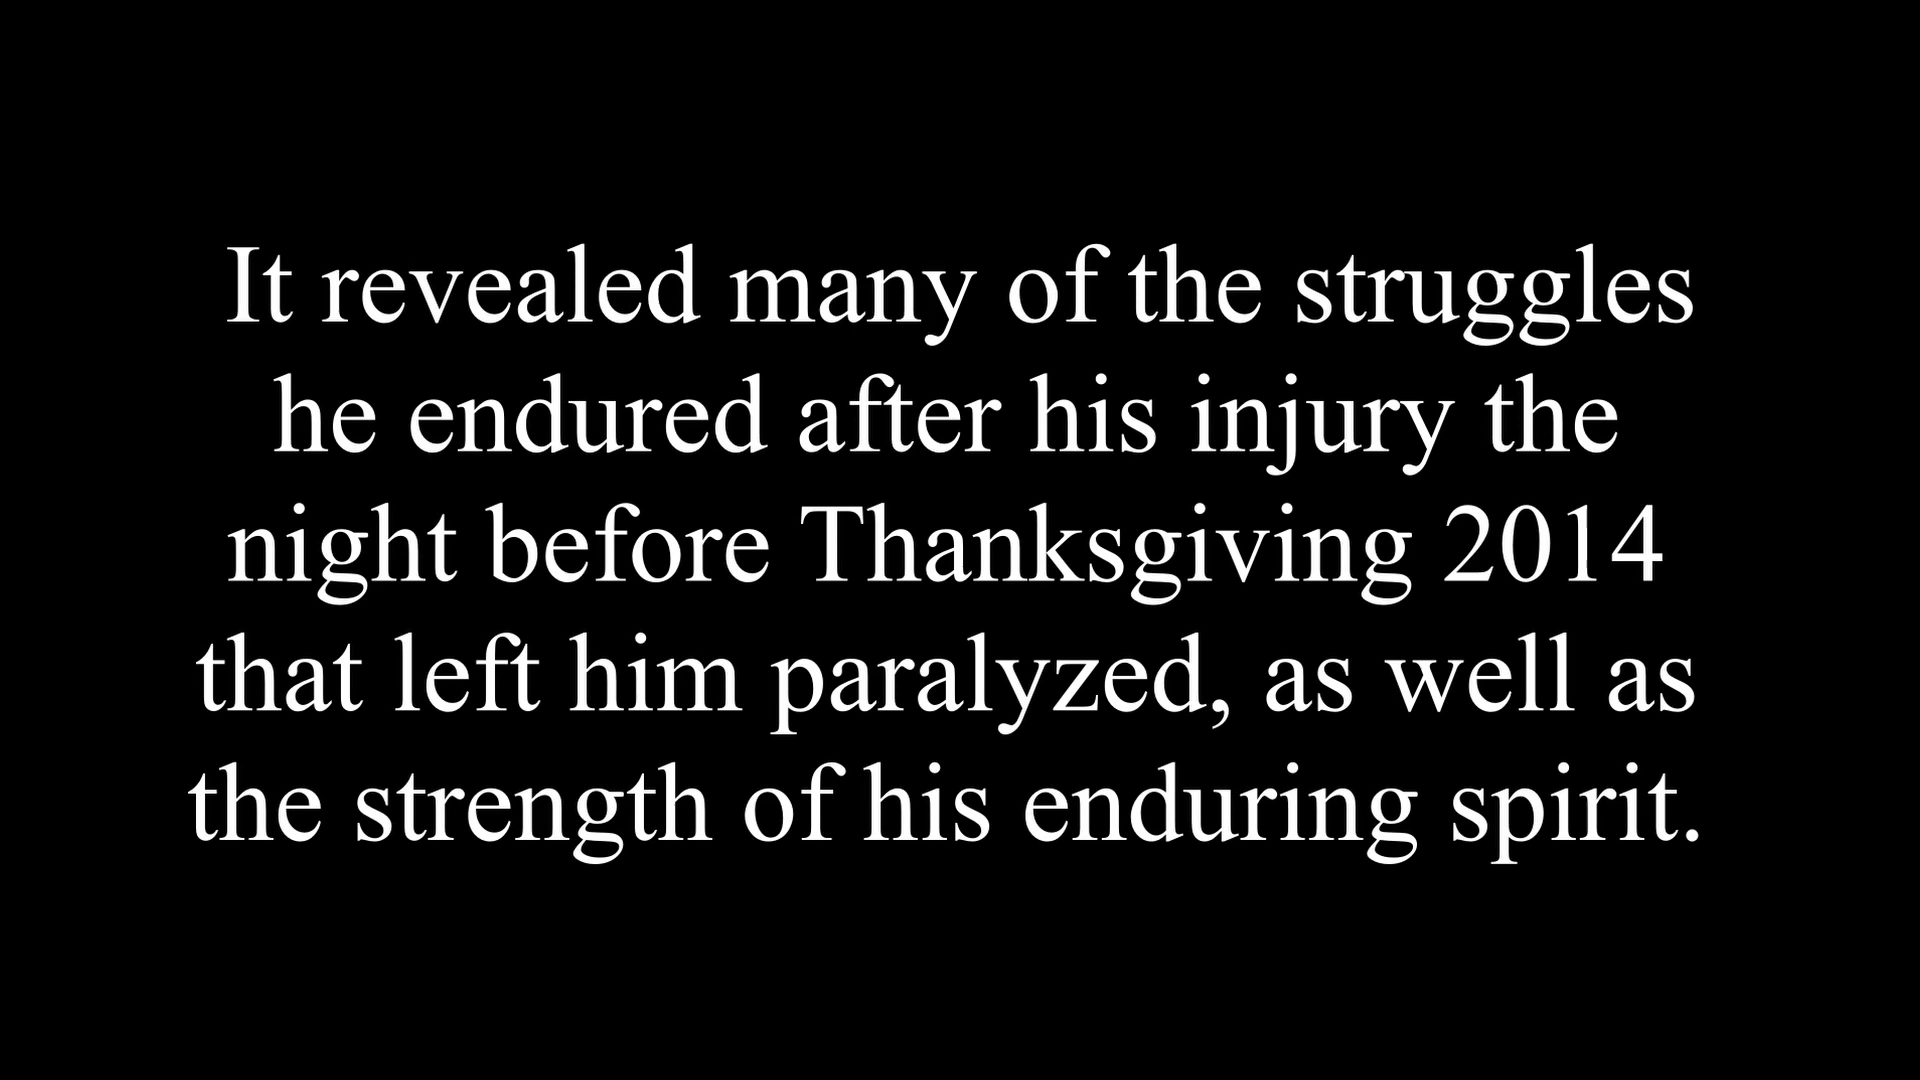 It revealed many of the struggles
he endured after his injury the
night before Thanksgiving 2014
that left him paralyzed, as well as
the strength of his enduring spirit.